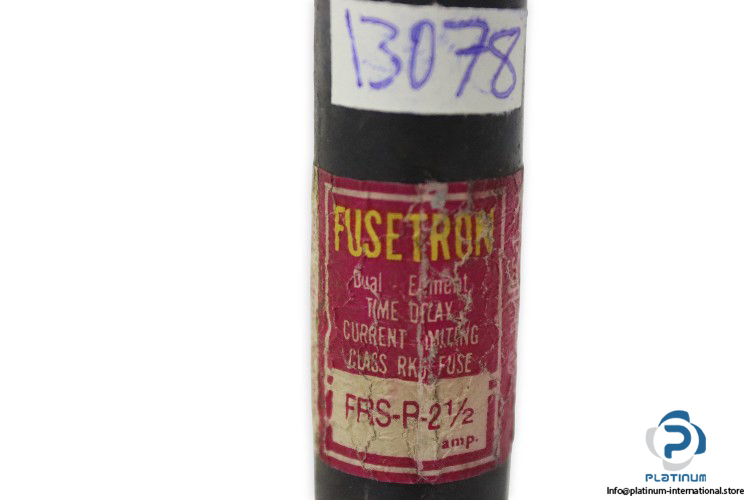 13078
FUSETRON
Dual Element
TIME DELAY
CURRENT LIMITING
CLASS FUSE
FRS-R-2½
amp.
PLATINUM
Info@platinum-international.store